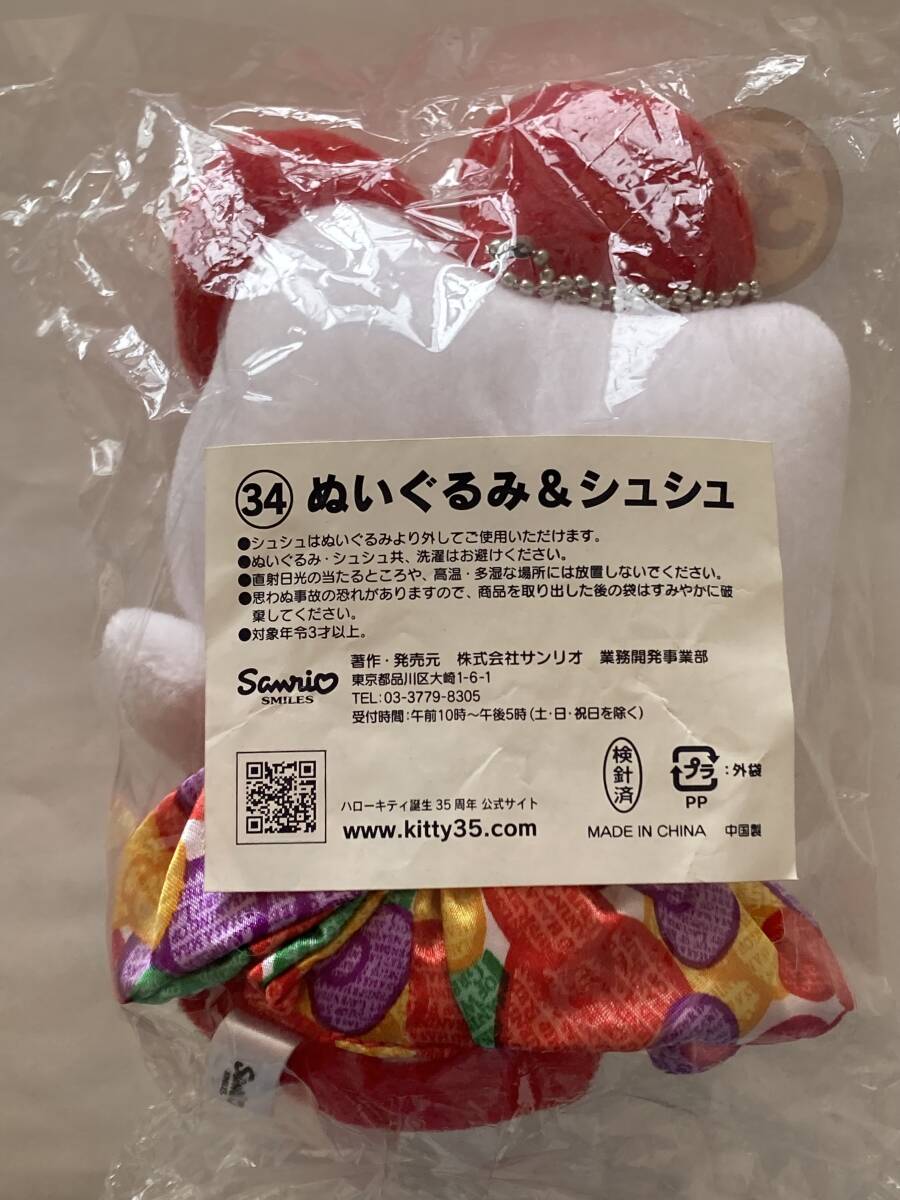 ㉞ ぬいぐるみ&シュシュ
●シュシュはぬいぐるみより外してご使用いただけます。
●ぬいぐるみ・シュシュ共、洗濯はお避けください。
●直射日光の当たるところや、高温・多湿な場所には放置しないでください。
●思わぬ事故の恐れがありますので、商品を取り出した後の袋はすみやかに破
棄してください。
●対象年令3才以上。
著作・発売元 株式会社サンリオ 業務開発事業部
Sanrio
SMILES
東京都品川区大崎1-6-1
TEL:03-3779-8305
受付時間:午前10時〜午後5時(土・日・祝日を除く)
検針済
プラ
:外袋
PP
ハローキティ誕生35周年 公式サイト
www.kitty35.com
MADE IN CHINA 中国製